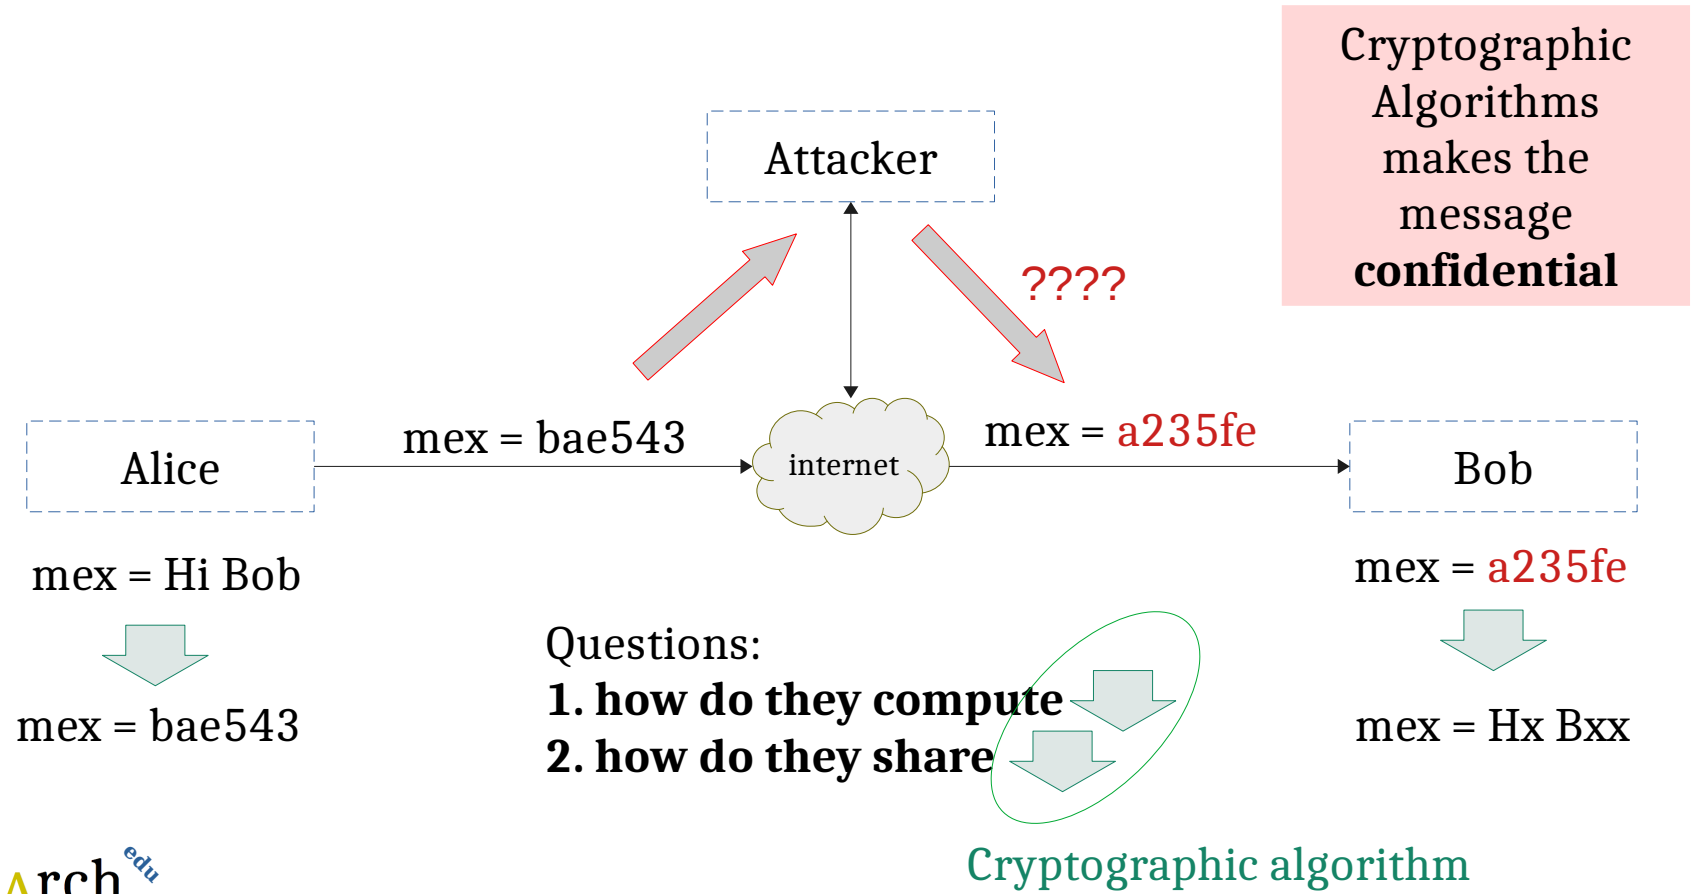 Cryptographic
Algorithms
makes the
message
confidential
Attacker
????
mex = bae543
mex = a235fe
Alice
internet
Bob
mex = Hi Bob
mex = a235fe
mex = bae543
mex = Hx Bxx
Questions:
1. how do they compute
2. how do they share
Cryptographic algorithm
Arch edu